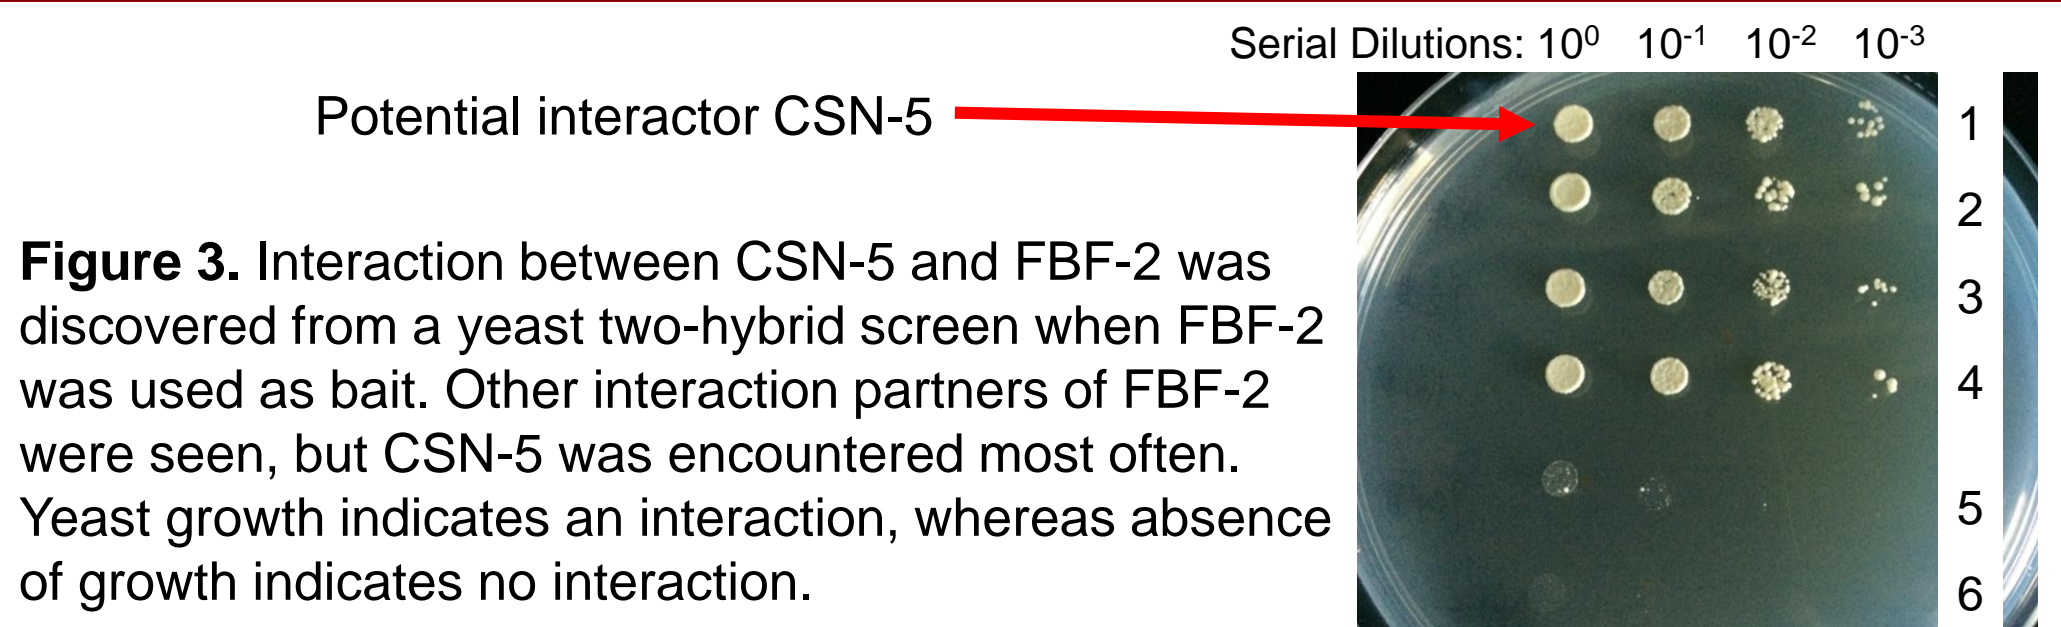 Serial Dilutions: 10⁰ 10⁻¹ 10⁻² 10⁻³
Potential interactor CSN-5
1
2
Figure 3. Interaction between CSN-5 and FBF-2 was
discovered from a yeast two-hybrid screen when FBF-2
3
was used as bait. Other interaction partners of FBF-2
4
were seen, but CSN-5 was encountered most often.
Yeast growth indicates an interaction, whereas absence
5
of growth indicates no interaction.
6